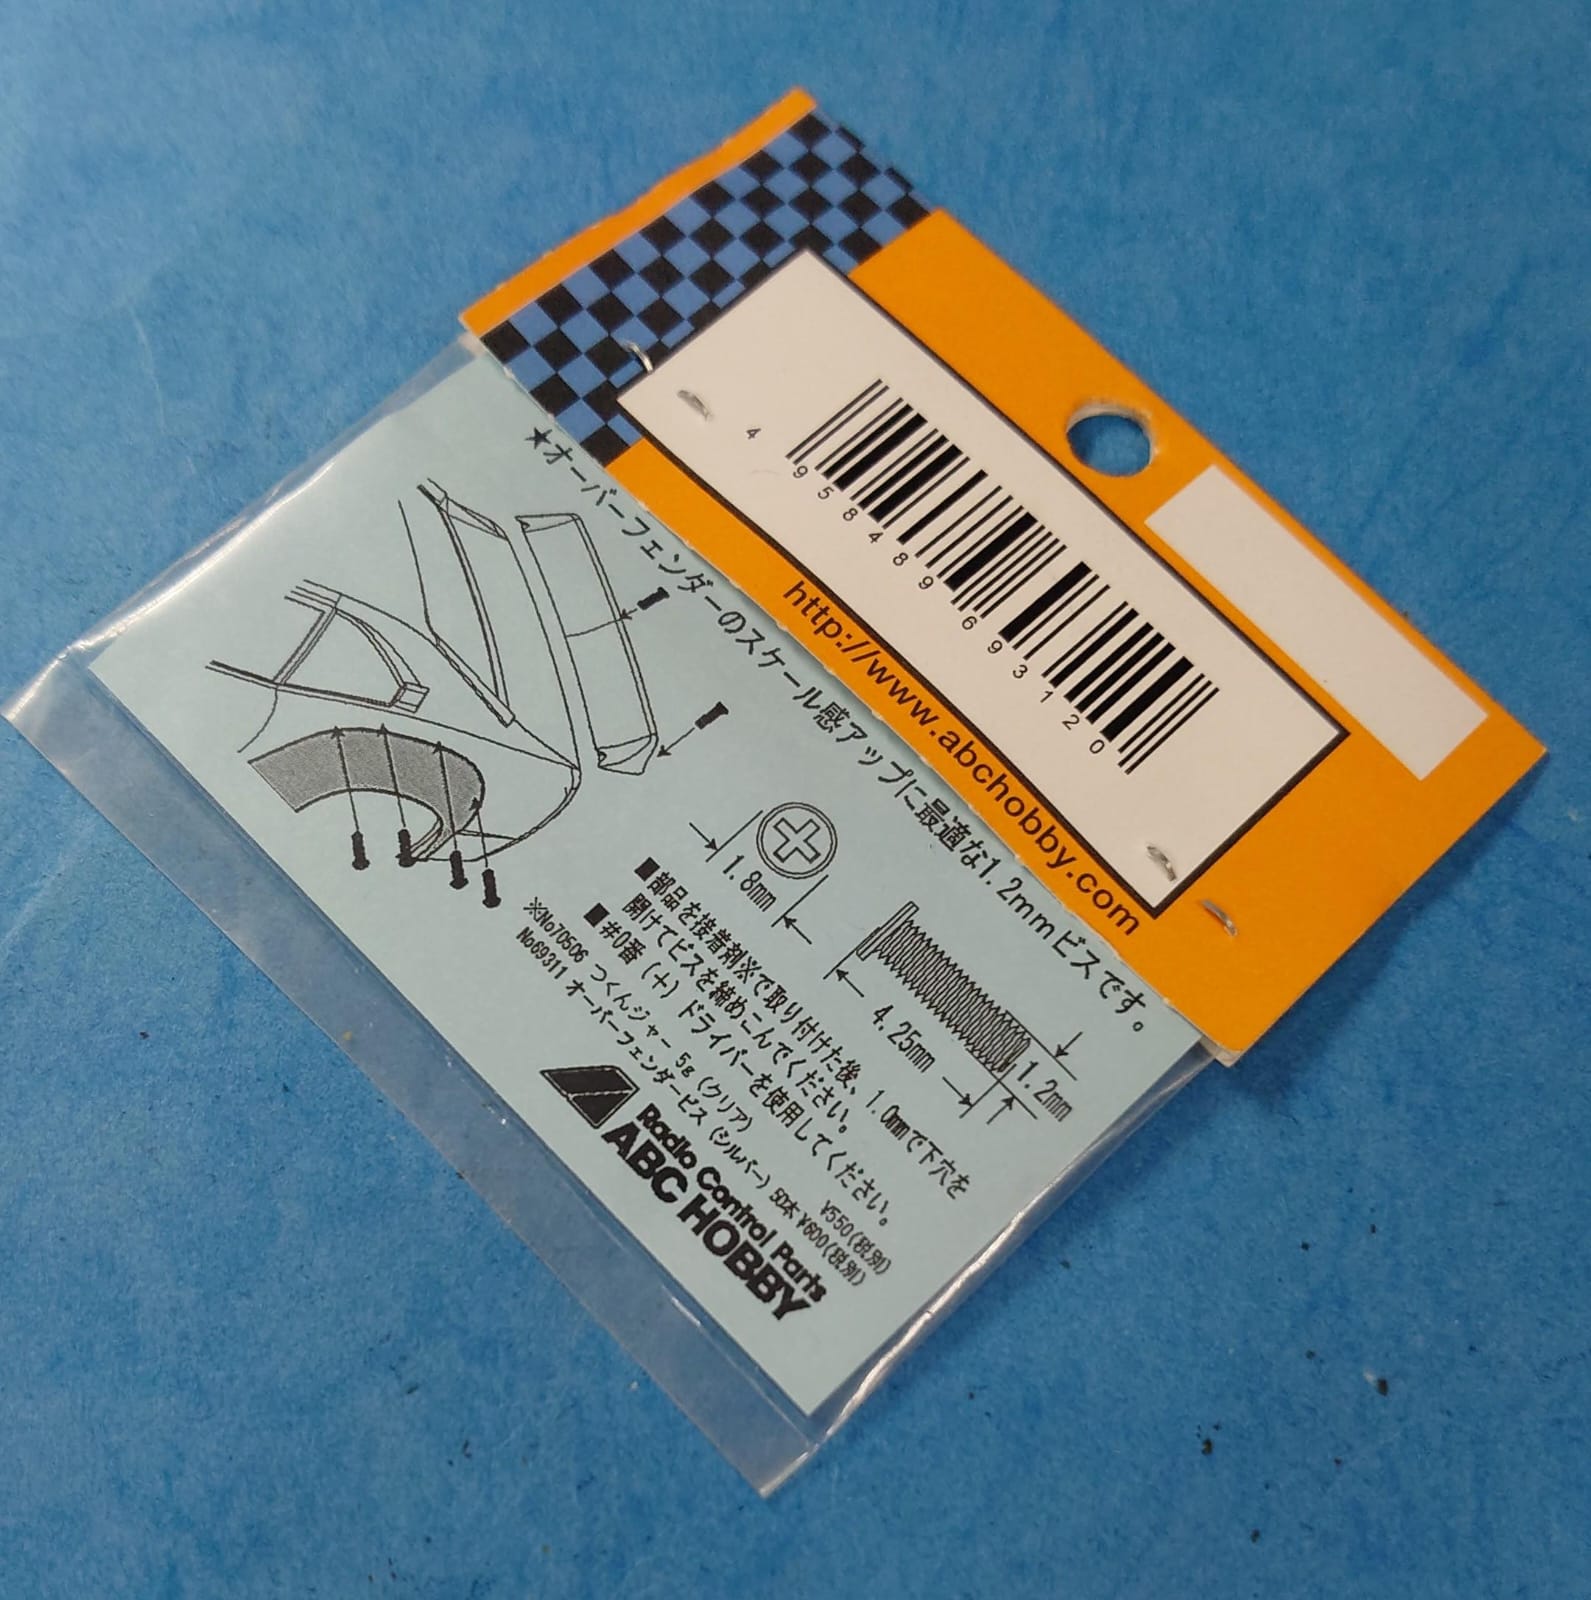 4 958489 693120
http://www.abchobby.com
★オーバーフェンダーのスケール感アップに最適な1.2mmビスです。
1.8mm
4.25mm
1.2mm
■部品を接着剤※で取り付けた後、1.0mmで下穴を
開けてビスを締めこんでください。
■#0番(+)ドライバーを使用してください。
※No70506 つくんジャー 5g (クリア) ¥550(税別)
No69311 オーバーフェンダービス (シルバー) 50本 ¥600(税別)
Radio Control Parts
ABC HOBBY